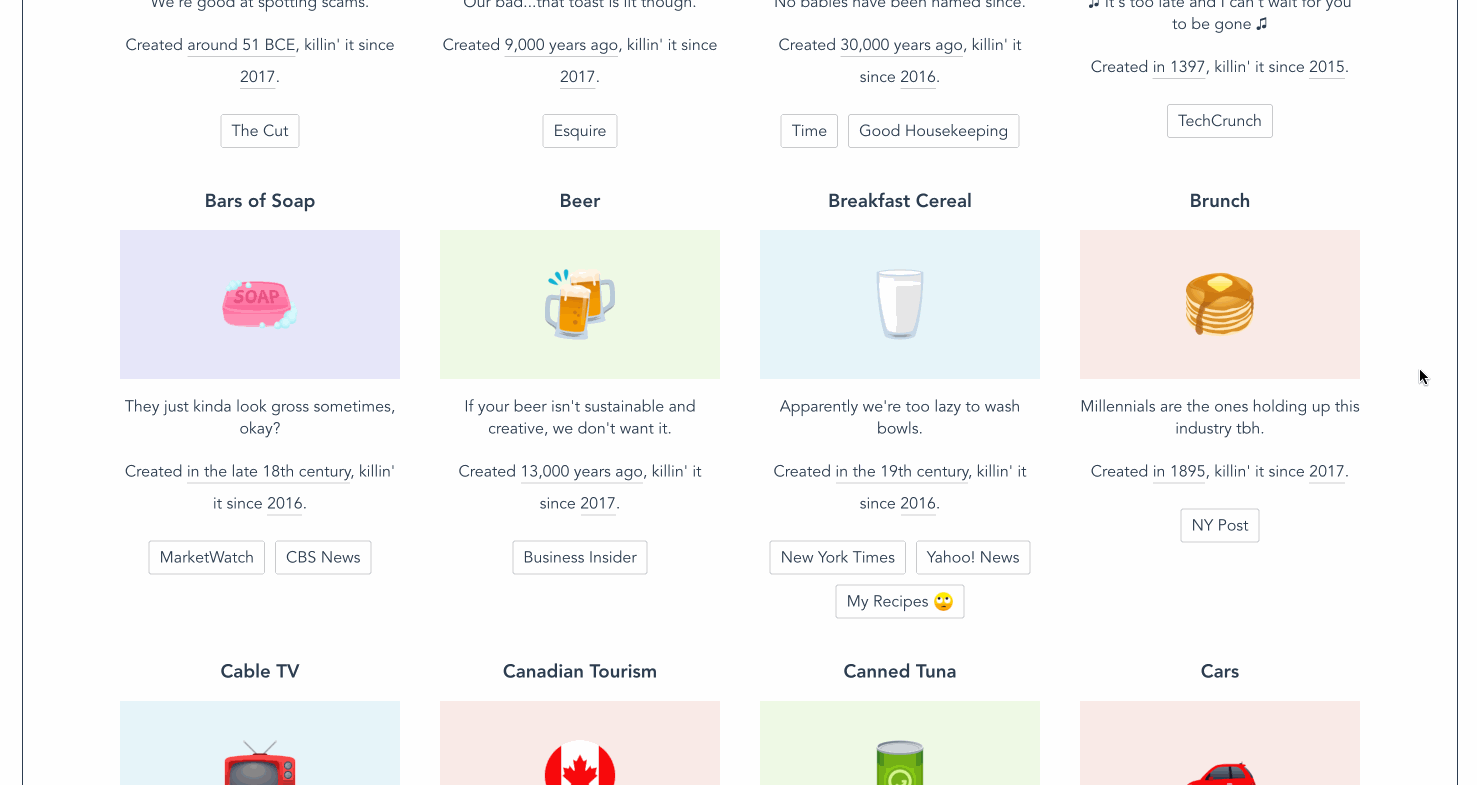 We're good at spotting scams.
Created around 51 BCE, killin' it since
2017.
The Cut
Our bad...that toast is lit though.
Created 9,000 years ago, killin' it since
2017.
Esquire
No babies have been named since.
Created 30,000 years ago, killin' it
since 2016.
Time
Good Housekeeping
♫ It's too late and I can't wait for you
to be gone ♫
Created in 1397, killin' it since 2015.
TechCrunch
Bars of Soap
SOAP
They just kinda look gross sometimes,
okay?
Created in the late 18th century, killin'
it since 2016.
MarketWatch
CBS News
Beer
If your beer isn't sustainable and
creative, we don't want it.
Created 13,000 years ago, killin' it
since 2017.
Business Insider
Breakfast Cereal
Apparently we're too lazy to wash
bowls.
Created in the 19th century, killin' it
since 2016.
New York Times
Yahoo! News
My Recipes 🙄
Brunch
Millennials are the ones holding up this
industry tbh.
Created in 1895, killin' it since 2017.
NY Post
Cable TV
Canadian Tourism
Canned Tuna
Cars